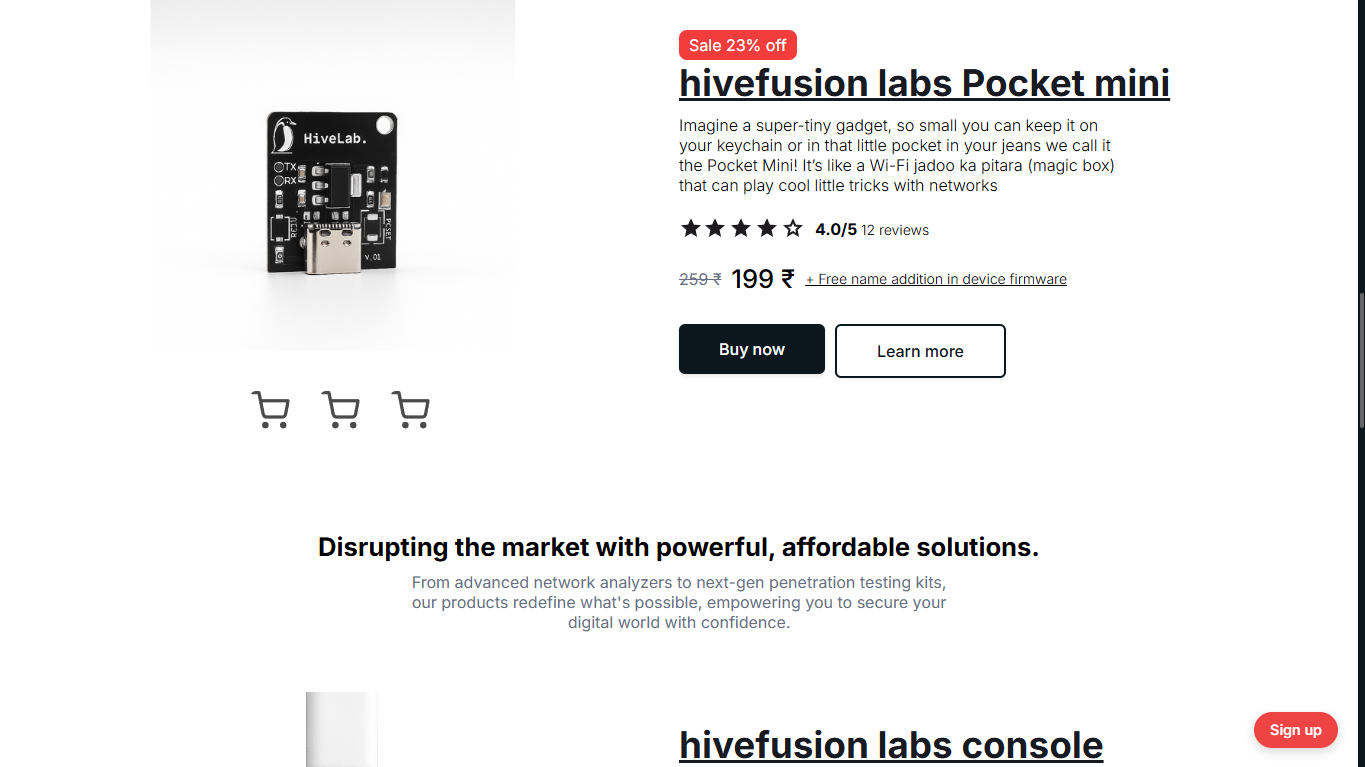 Sale 23% off
hivefusion labs Pocket mini
Imagine a super-tiny gadget, so small you can keep it on
your keychain or in that little pocket in your jeans we call it
the Pocket Mini! It’s like a Wi-Fi jadoo ka pitara (magic box)
that can play cool little tricks with networks
4.0/5 12 reviews
259 ₹ 199 ₹ + Free name addition in device firmware
Buy now Learn more
HiveLab.
TX
RX
V_01
Disrupting the market with powerful, affordable solutions.
From advanced network analyzers to next-gen penetration testing kits,
our products redefine what's possible, empowering you to secure your
digital world with confidence.
hivefusion labs console
Sign up